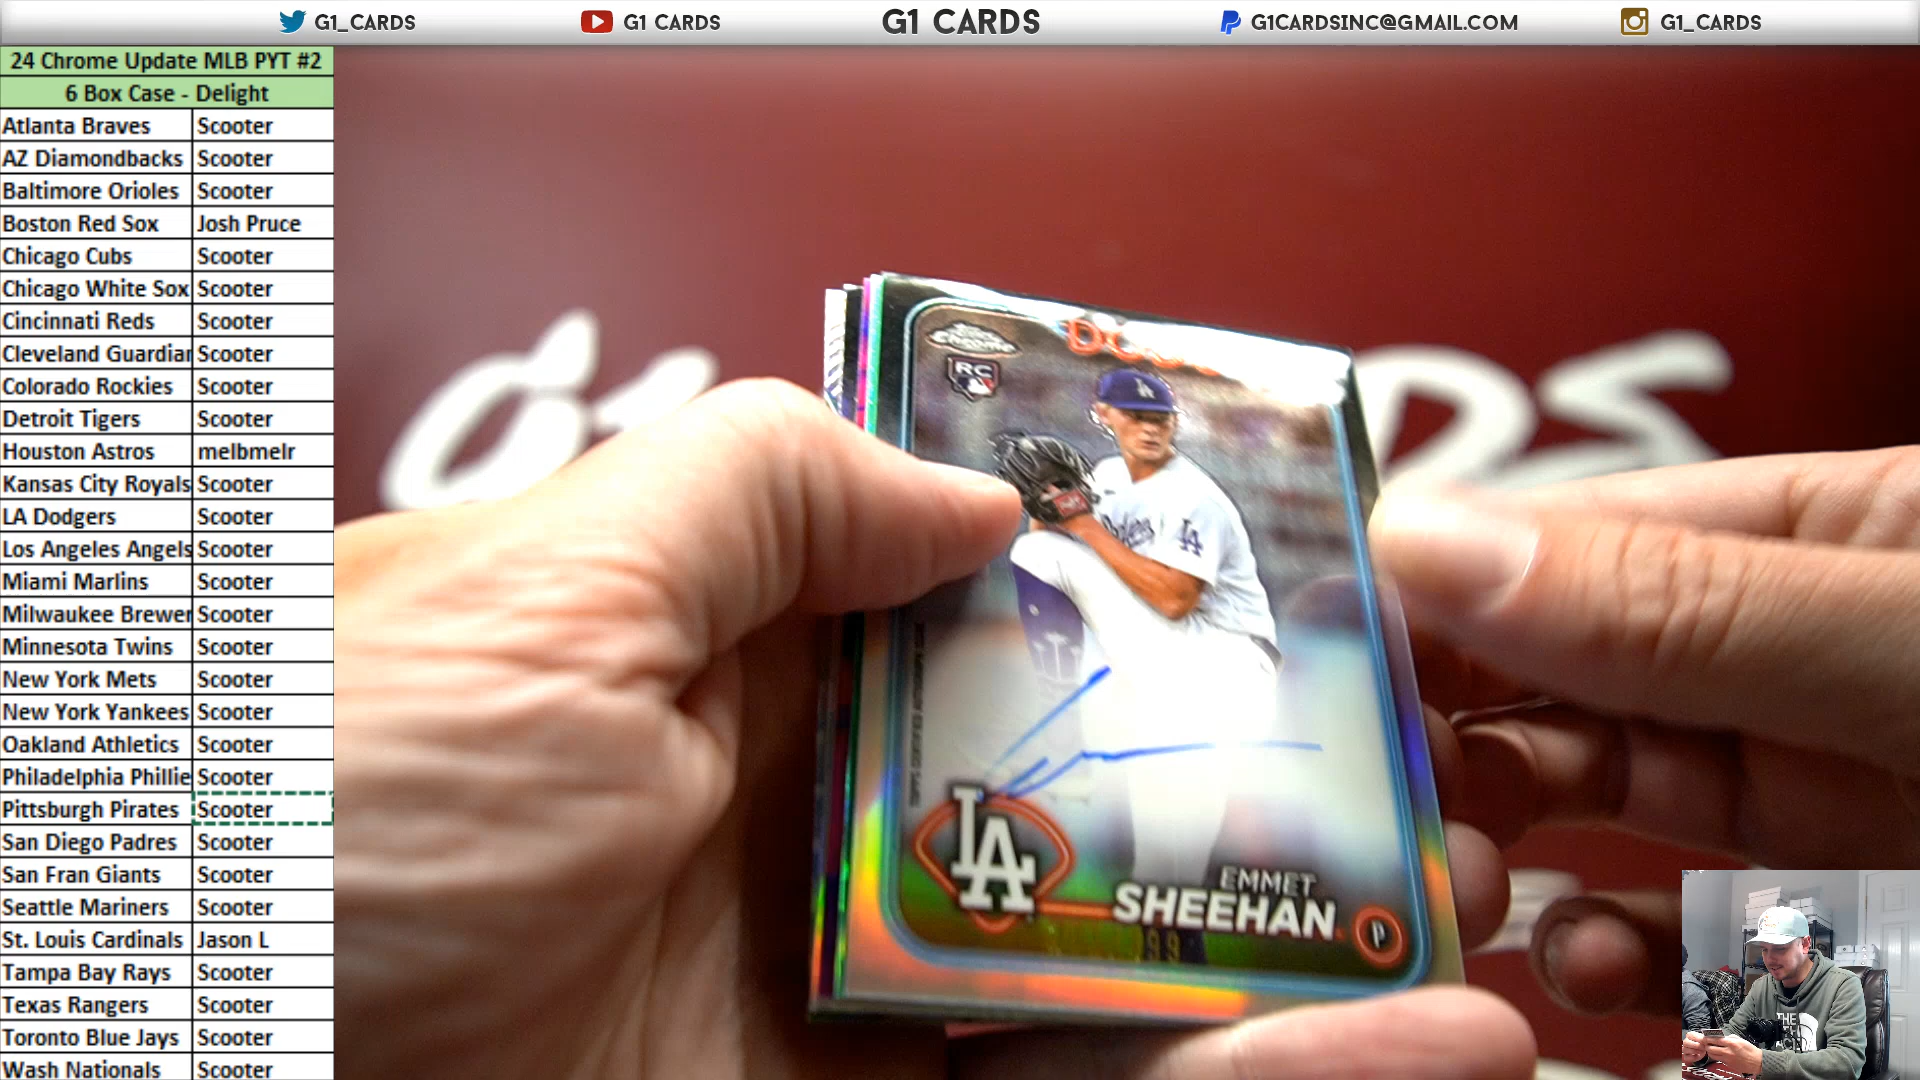 G1_CARDS
G1 CARDS
G1 CARDS
G1CARDSINC@GMAIL.COM
G1_CARDS
24 Chrome Update MLB PYT #2
6 Box Case - Delight
Atlanta Braves Scooter
AZ Diamondbacks Scooter
Baltimore Orioles Scooter
Boston Red Sox Josh Pruce
Chicago Cubs Scooter
Chicago White Sox Scooter
Cincinnati Reds Scooter
Cleveland Guardian Scooter
Colorado Rockies Scooter
Detroit Tigers Scooter
Houston Astros melbmelr
Kansas City Royals Scooter
LA Dodgers Scooter
Los Angeles Angels Scooter
Miami Marlins Scooter
Milwaukee Brewer Scooter
Minnesota Twins Scooter
New York Mets Scooter
New York Yankees Scooter
Oakland Athletics Scooter
Philadelphia Phillie Scooter
Pittsburgh Pirates Scooter
San Diego Padres Scooter
San Fran Giants Scooter
Seattle Mariners Scooter
St. Louis Cardinals Jason L
Tampa Bay Rays Scooter
Texas Rangers Scooter
Toronto Blue Jays Scooter
Wash Nationals Scooter
Chrome
RC
LA
LA
EMMET
SHEEHAN
P
THE